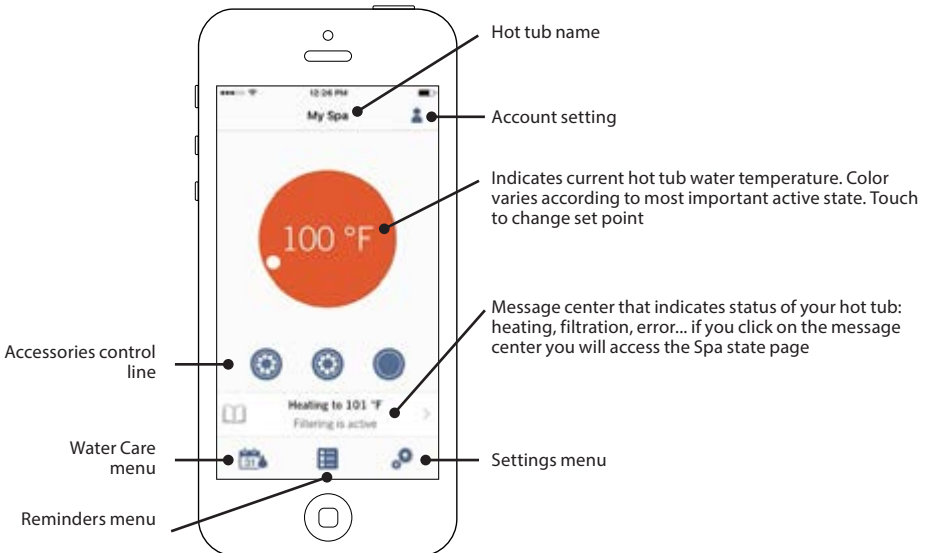 Hot tub name
12:26 PM
My Spa
Account setting
Indicates current hot tub water temperature. Color
varies according to most important active state. Touch
to change set point
100 °F
Message center that indicates status of your hot tub:
heating, filtration, error... if you click on the message
center you will access the Spa state page
Accessories control
line
Heating to 101 °F
Filtering is active
Water Care
menu
31
Settings menu
Reminders menu